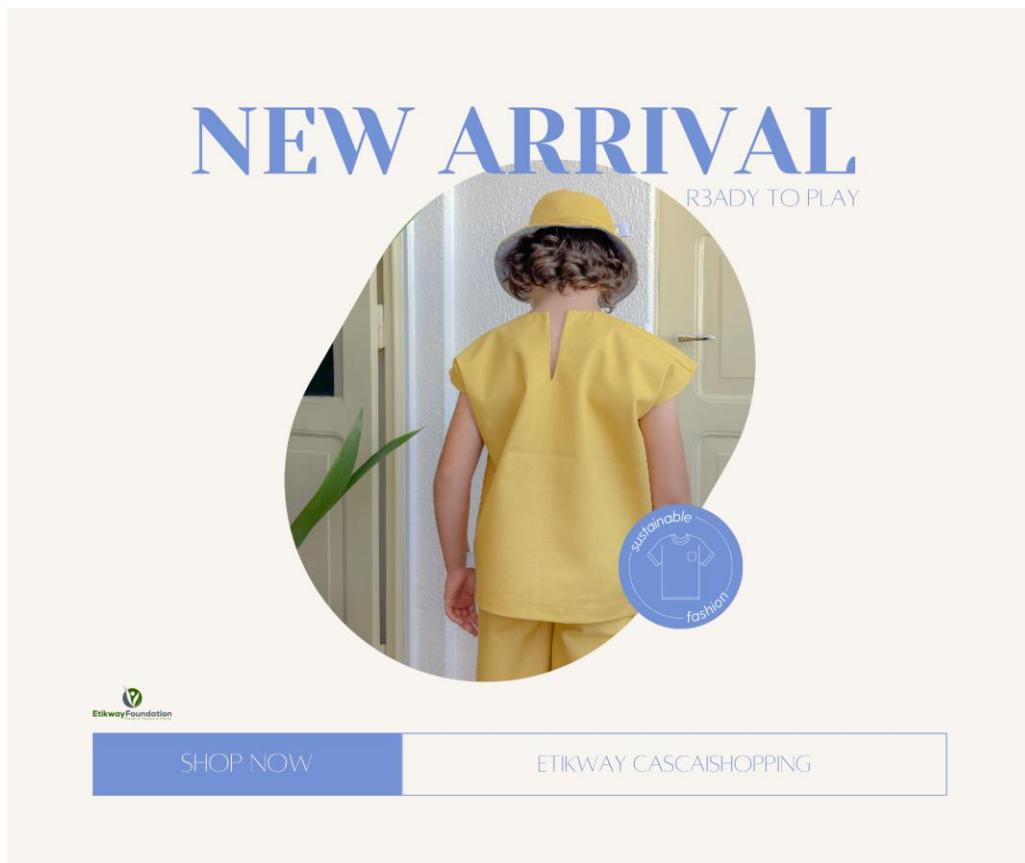 NEW ARRIVAL
R3ADY TO PLAY
sustainable
fashion
EtikwayFoundation
SHOP NOW
ETIKWAY CASCAISHOPPING